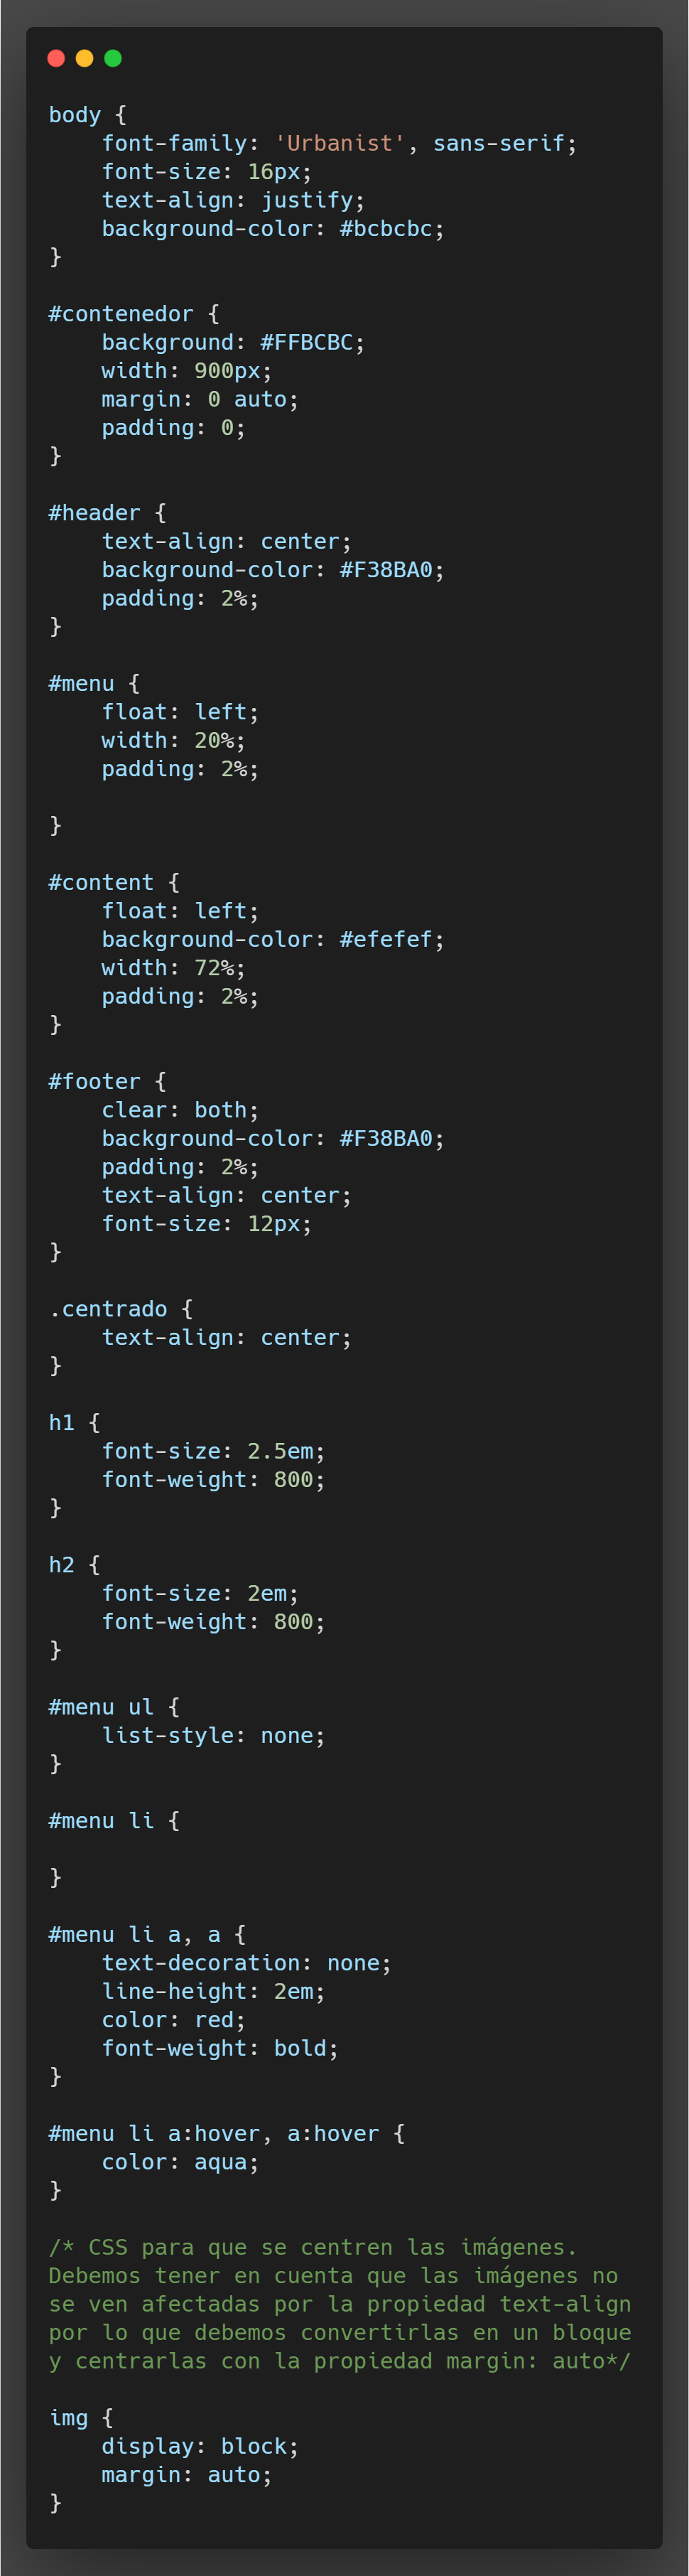 body {
    font-family: 'Urbanist', sans-serif;
    font-size: 16px;
    text-align: justify;
    background-color: #bcbcbc;
}

#contenedor {
    background: #FFBCBC;
    width: 900px;
    margin: 0 auto;
    padding: 0;
}

#header {
    text-align: center;
    background-color: #F38BA0;
    padding: 2%;
}

#menu {
    float: left;
    width: 20%;
    padding: 2%;

}

#content {
    float: left;
    background-color: #efefef;
    width: 72%;
    padding: 2%;
}

#footer {
    clear: both;
    background-color: #F38BA0;
    padding: 2%;
    text-align: center;
    font-size: 12px;
}

.centrado {
    text-align: center;
}

h1 {
    font-size: 2.5em;
    font-weight: 800;
}

h2 {
    font-size: 2em;
    font-weight: 800;
}

#menu ul {
    list-style: none;
}

#menu li {

}

#menu li a, a {
    text-decoration: none;
    line-height: 2em;
    color: red;
    font-weight: bold;
}

#menu li a:hover, a:hover {
    color: aqua;
}

/* CSS para que se centren las imágenes.
Debemos tener en cuenta que las imágenes no
se ven afectadas por la propiedad text-align
por lo que debemos convertirlas en un bloque
y centrarlas con la propiedad margin: auto*/

img {
    display: block;
    margin: auto;
}